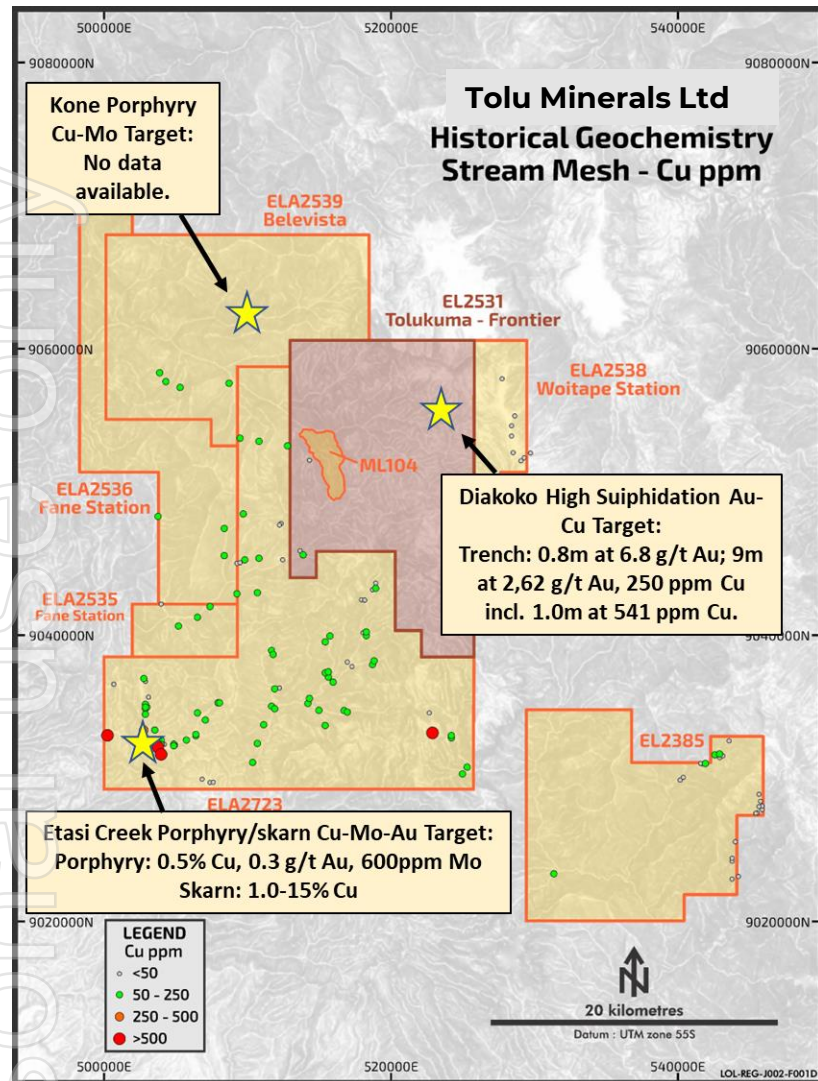 500000E
520000E
540000E
9080000N
9080000N
Tolu Minerals Ltd
Historical Geochemistry
Stream Mesh - Cu ppm
Kone Porphyry
Cu-Mo Target:
No data
available.
ELA2539
Belevista
EL2531
Tolukuma - Frontier
9060000N
9060000N
ELA2538
Woitape Station
ML104
ELA2536
Fane Station
Diakoko High Suiphidation Au-
Cu Target:
Trench: 0.8m at 6.8 g/t Au; 9m
at 2,62 g/t Au, 250 ppm Cu
incl. 1.0m at 541 ppm Cu.
ELA2535
Fane Station
9040000N
9040000N
EL2385
ELA2723
Etasi Creek Porphyry/skarn Cu-Mo-Au Target:
Porphyry: 0.5% Cu, 0.3 g/t Au, 600ppm Mo
Skarn: 1.0-15% Cu
9020000N
9020000N
LEGEND
Cu ppm
<50
50 - 250
250 - 500
>500
N
20 kilometres
Datum : UTM zone 55S
500000E
520000E
540000E
LOL-REG-J002-F001D
For personal use only